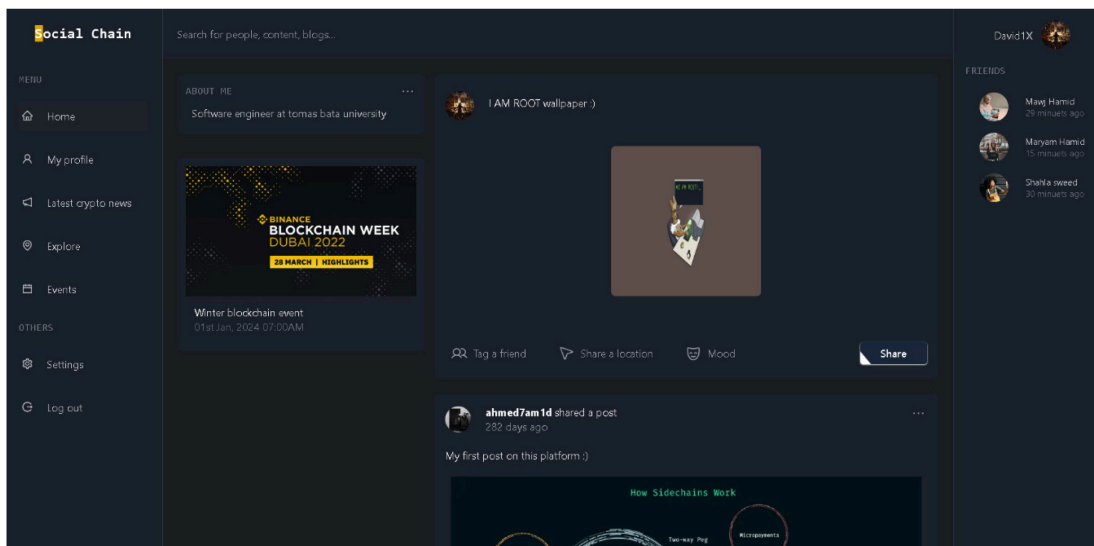 Social Chain
MENU
Home
My profile
Latest crypto news
Explore
Events
OTHERS
Settings
Log out
Search for people, content, blogs...
ABOUT ME
Software engineer at tomas bata university
BINANCE
BLOCKCHAIN WEEK
DUBAI 2022
28 MARCH | HIGHLIGHTS
Winter blockchain event
01st Jan, 2024 07:00AM
I AM ROOT wallpaper :)
Tag a friend
Share a location
Mood
Share
ahmed7am1d shared a post
282 days ago
My first post on this platform :)
How Sidechains Work
Two-way Peg
Micropayments
David1X
FRIENDS
Mawj Hamid
29 minuets ago
Maryam Hamid
15 minuets ago
Shahla sweed
30 minuets ago